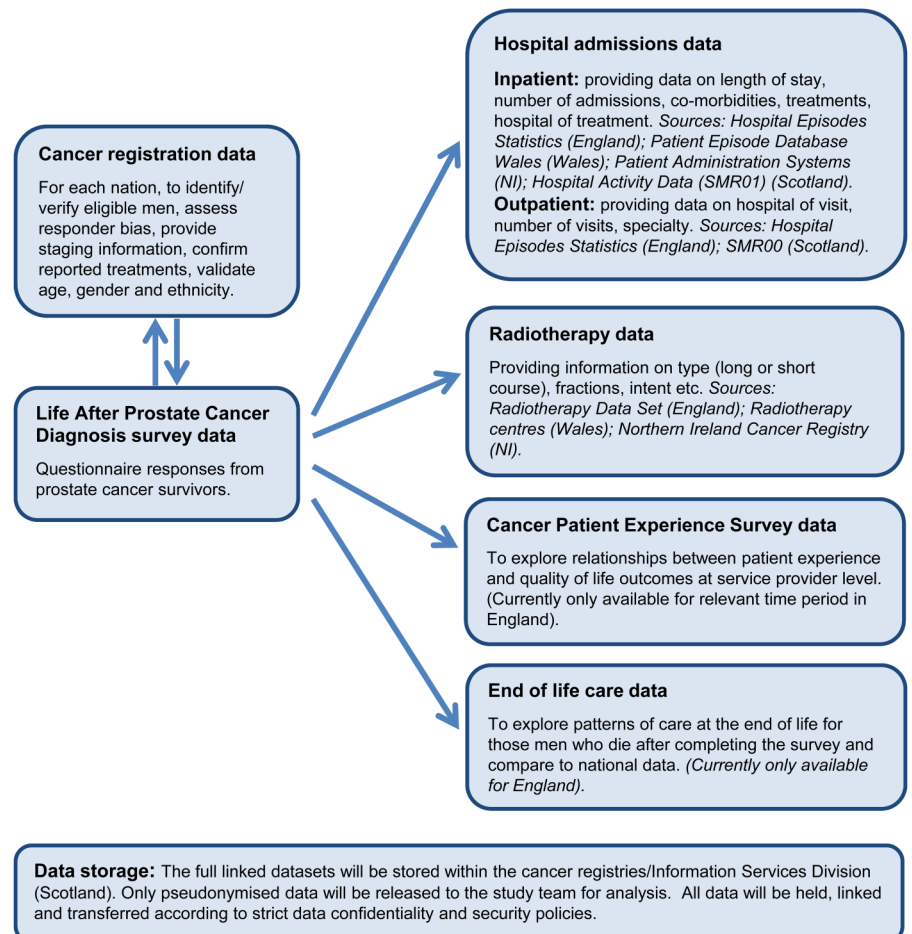 Cancer registration data
For each nation, to identify/
verify eligible men, assess
responder bias, provide
staging information, confirm
reported treatments, validate
age, gender and ethnicity.
Life After Prostate Cancer
Diagnosis survey data
Questionnaire responses from
prostate cancer survivors.
Hospital admissions data
Inpatient: providing data on length of stay,
number of admissions, co-morbidities, treatments,
hospital of treatment. Sources: Hospital Episodes
Statistics (England); Patient Episode Database
Wales (Wales); Patient Administration Systems
(NI); Hospital Activity Data (SMR01) (Scotland).
Outpatient: providing data on hospital of visit,
number of visits, specialty. Sources: Hospital
Episodes Statistics (England); SMR00 (Scotland).
Radiotherapy data
Providing information on type (long or short
course), fractions, intent etc. Sources:
Radiotherapy Data Set (England); Radiotherapy
centres (Wales); Northern Ireland Cancer Registry
(NI).
Cancer Patient Experience Survey data
To explore relationships between patient experience
and quality of life outcomes at service provider level.
(Currently only available for relevant time period in
England).
End of life care data
To explore patterns of care at the end of life for
those men who die after completing the survey and
compare to national data. (Currently only available
for England).
Data storage: The full linked datasets will be stored within the cancer registries/Information Services Division
(Scotland). Only pseudonymised data will be released to the study team for analysis. All data will be held, linked
and transferred according to strict data confidentiality and security policies.